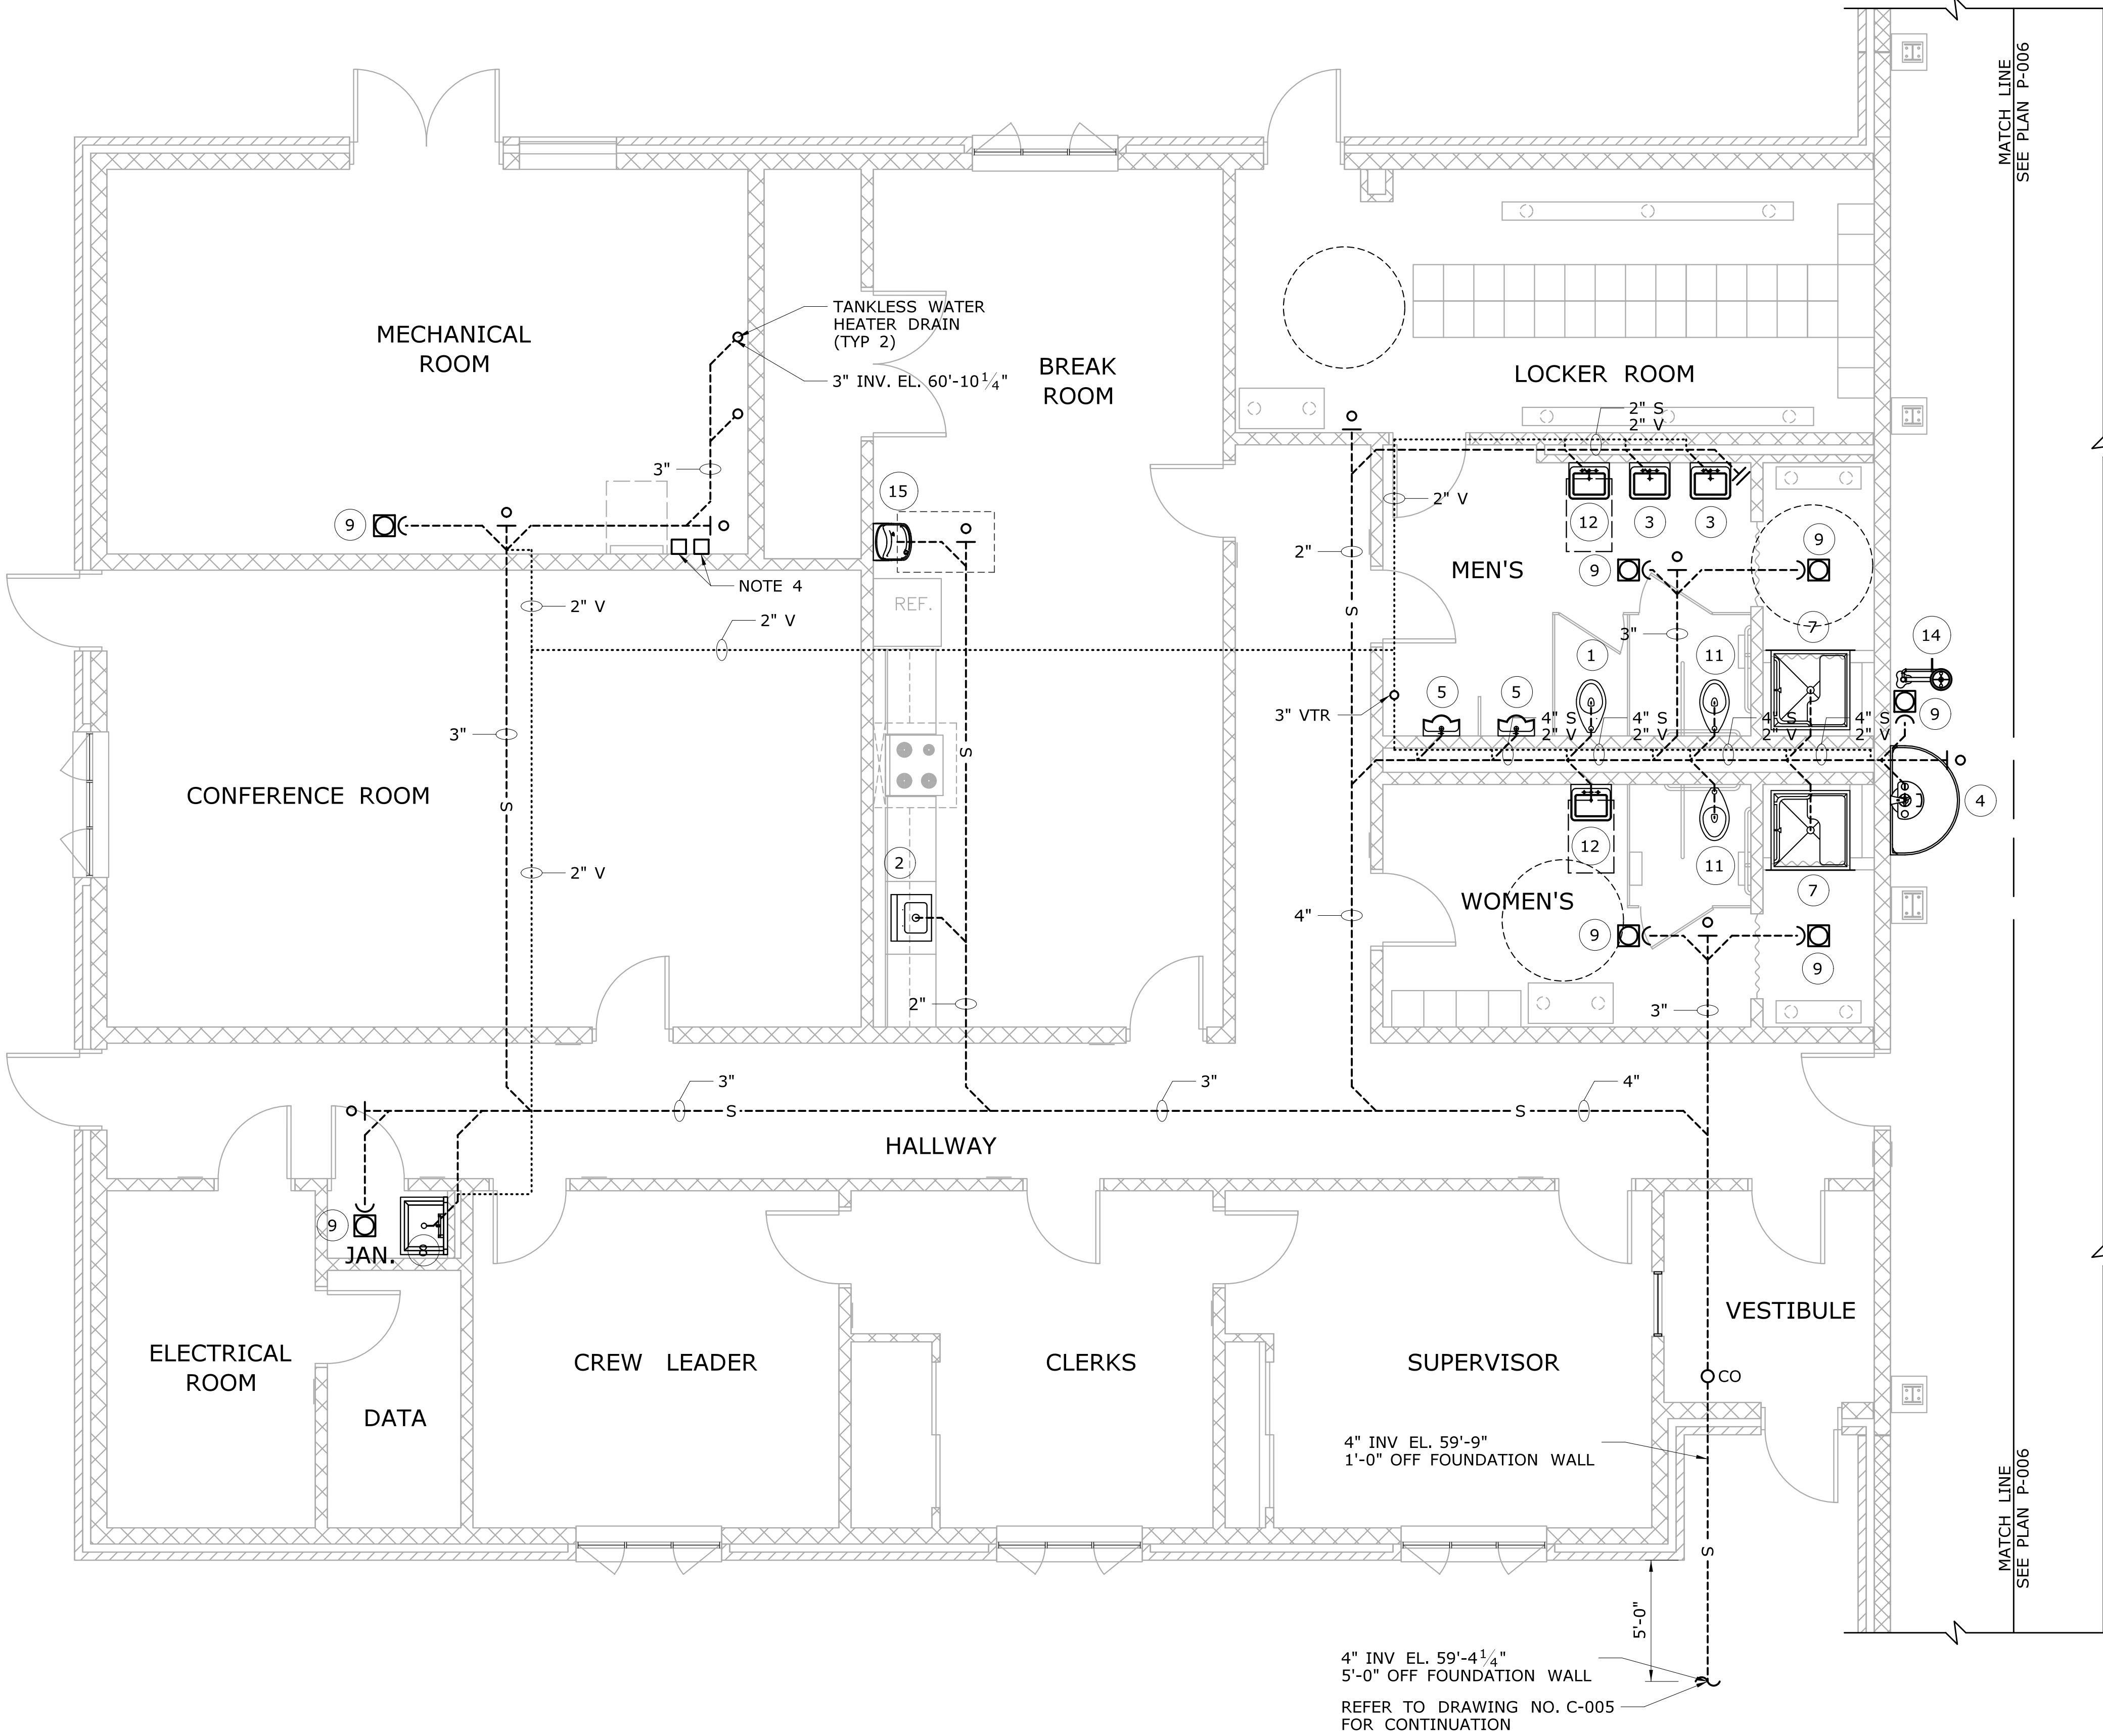 MATCH LINE
SEE PLAN P-006
TANKLESS WATER
HEATER DRAIN
(TYP 2)
3" INV. EL. 60'-10 1/4"
MECHANICAL
ROOM
BREAK
ROOM
LOCKER ROOM
2" S
2" V
3"
15
2" V
9
12
3
3
9
2"
MEN'S
9
NOTE 4
REF.
2" V
2" V
S
3"
7
14
1
11
5
5
3" VTR
9
4" S
2" V
4" S
2" V
4" S
2" V
4" S
2" V
3"
S
CONFERENCE ROOM
S
4
12
11
2
2" V
7
WOMEN'S
4"
9
9
2"
3"
3"
3"
4"
S
S
HALLWAY
9
8
JAN.
VESTIBULE
ELECTRICAL
ROOM
CREW LEADER
CLERKS
SUPERVISOR
CO
DATA
4" INV EL. 59'-9"
1'-0" OFF FOUNDATION WALL
MATCH LINE
SEE PLAN P-006
S
5'-0"
4" INV EL. 59'-4 1/4"
5'-0" OFF FOUNDATION WALL
REFER TO DRAWING NO. C-005
FOR CONTINUATION